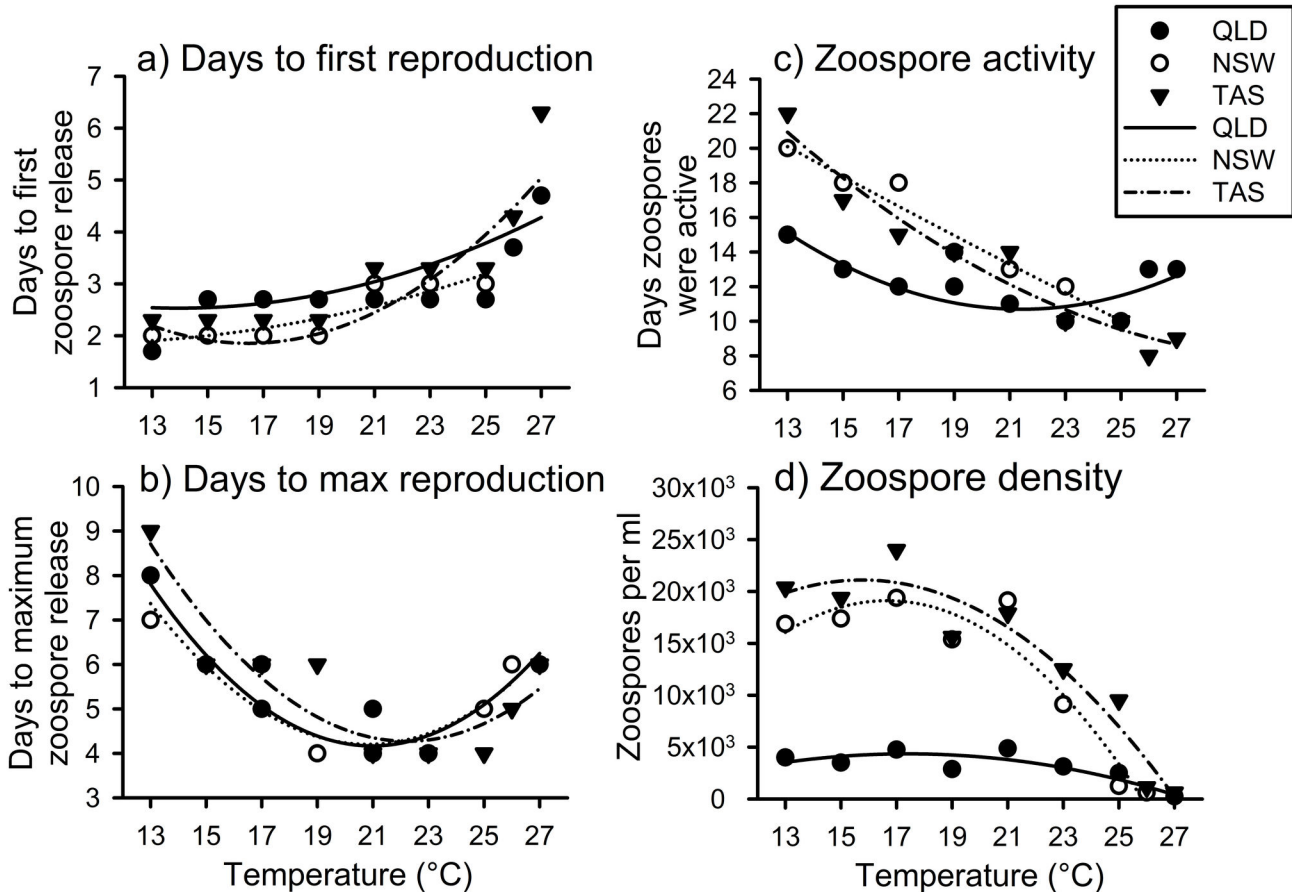 a) Days to first reproduction
Days to first
zoospore release
7
6
5
4
3
2
1
13 15 17 19 21 23 25 27
c) Zoospore activity
Days zoospores
were active
24
22
20
18
16
14
12
10
8
6
13 15 17 19 21 23 25 27
QLD
NSW
TAS
QLD
NSW
TAS
b) Days to max reproduction
Days to maximum
zoospore release
10
9
8
7
6
5
4
3
13 15 17 19 21 23 25 27
Temperature (°C)
d) Zoospore density
Zoospores per ml
30x10³
25x10³
20x10³
15x10³
10x10³
5x10³
0
13 15 17 19 21 23 25 27
Temperature (°C)